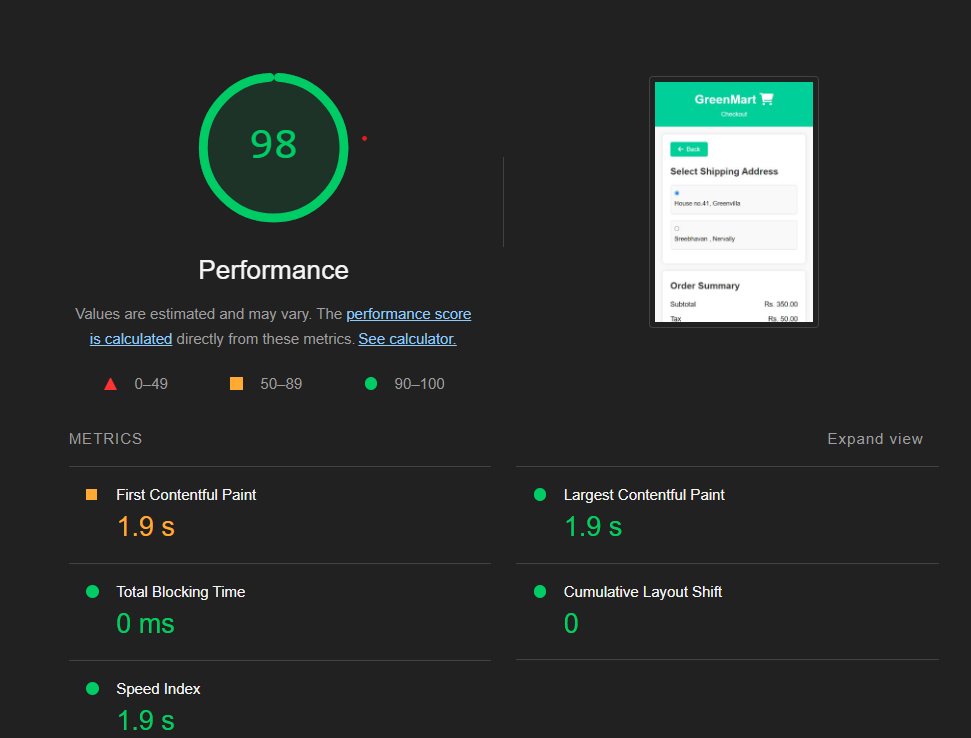 98
Performance
Values are estimated and may vary. The performance score
is calculated directly from these metrics. See calculator.
0–49
50–89
90–100
GreenMart
Checkout
← Back
Select Shipping Address
House no.41, Greenvilla
Sreebhavan , Nervally
Order Summary
Subtotal Rs. 350.00
Tax Rs. 50.00
METRICS
Expand view
First Contentful Paint
1.9 s
Largest Contentful Paint
1.9 s
Total Blocking Time
0 ms
Cumulative Layout Shift
0
Speed Index
1.9 s